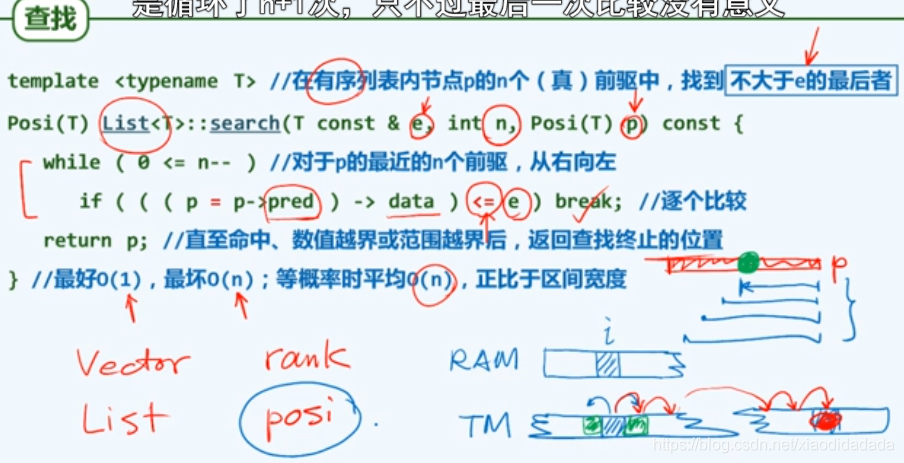 是循环了n+1次，只不过最后一次比较没有意义
查找
template <typename T> //在有序列表内节点p的n个（真）前驱中，找到不大于e的最后者
Posi(T) List<T>::search(T const & e, int n, Posi(T) p) const {
while ( 0 <= n-- ) //对于p的最近的n个前驱，从右向左
if ( ( ( p = p->pred ) -> data ) <= e ) break; //逐个比较
return p; //直至命中、数值越界或范围越界后，返回查找终止的位置
p
} //最好O(1)，最坏O(n)；等概率时平均O(n)，正比于区间宽度
i
Vector rank RAM
List posi TM
https://blog.csdn.net/xiaodidadada